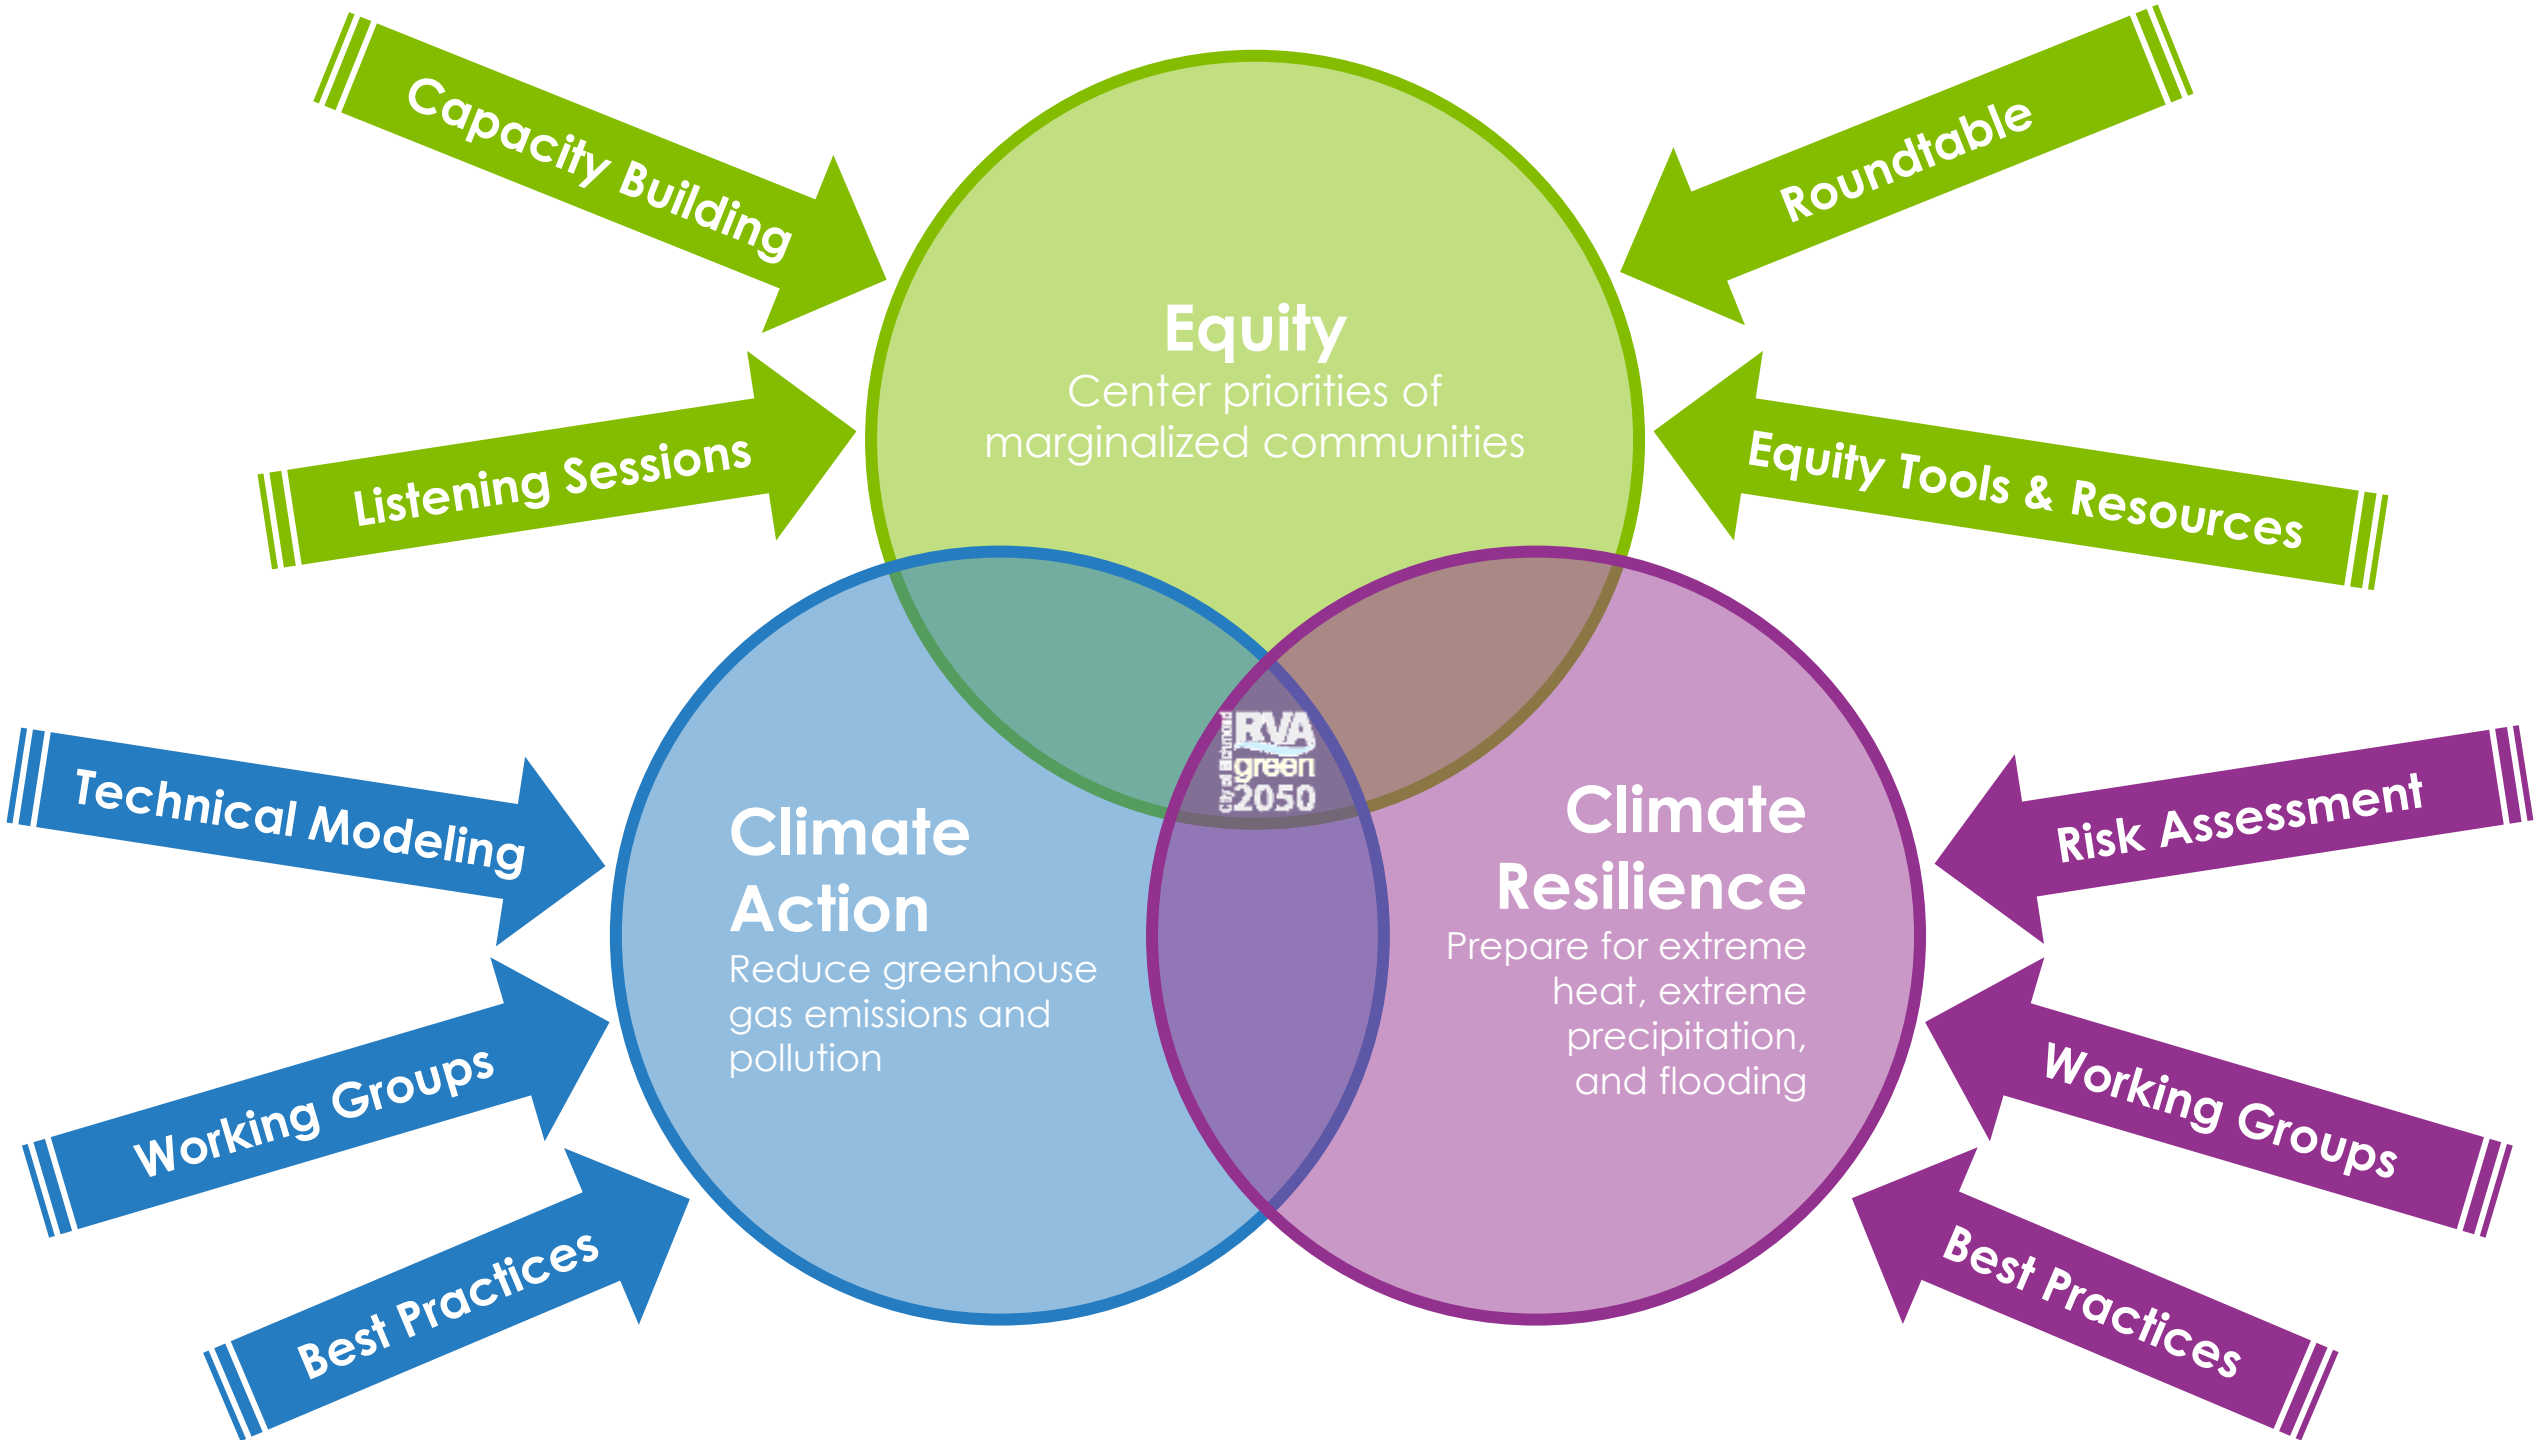 Capacity Building
Roundtable
Equity
Center priorities of
marginalized communities
Listening Sessions
Equity Tools & Resources
City of Richmond
RVA
green
2050
Technical Modeling
Working Groups
Best Practices
Climate
Action
Reduce greenhouse
gas emissions and
pollution
Climate
Resilience
Prepare for extreme
heat, extreme
precipitation,
and flooding
Risk Assessment
Working Groups
Best Practices